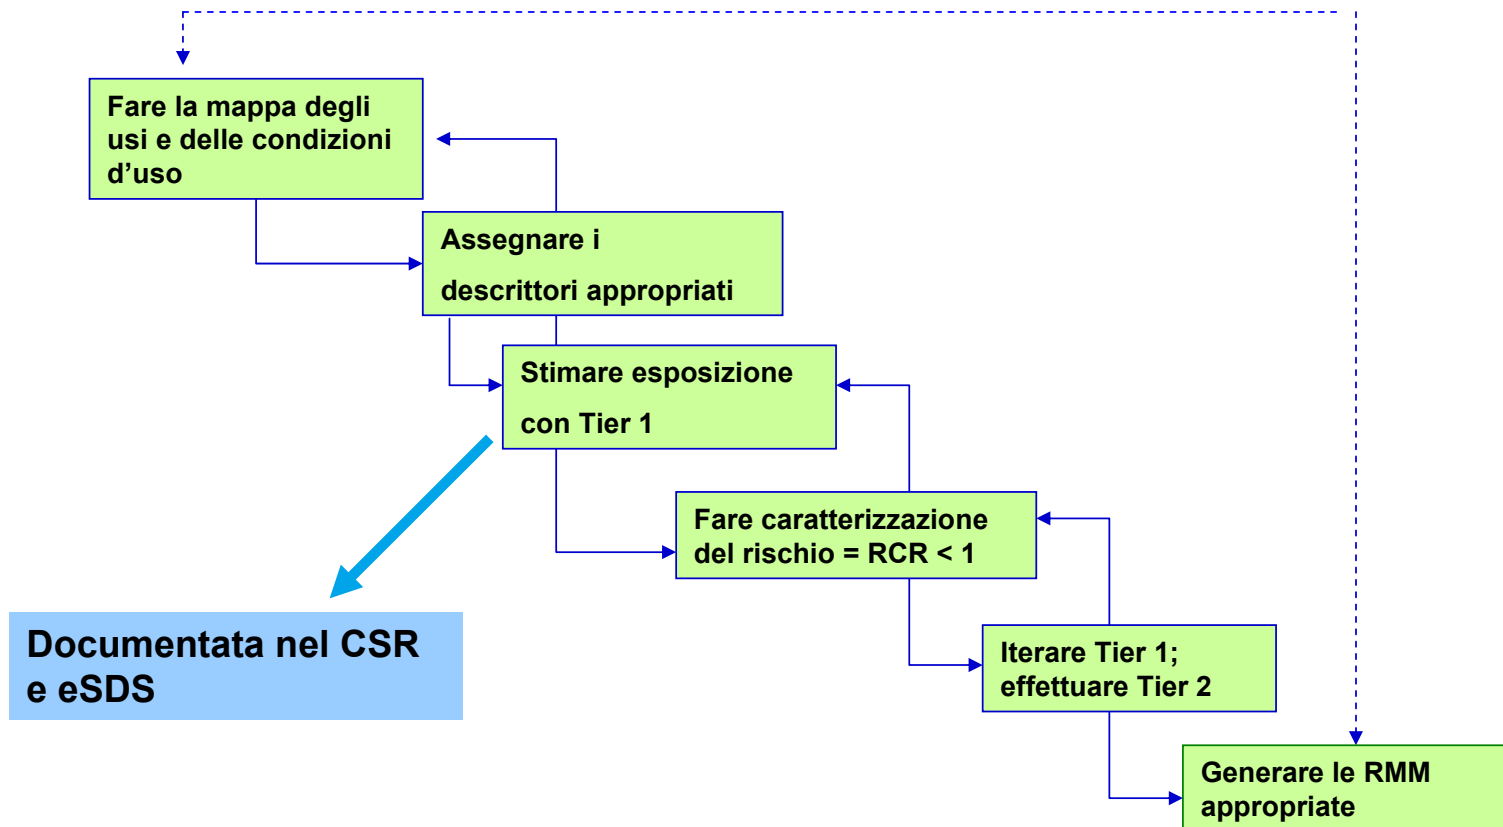 Fare la mappa degli
usi e delle condizioni
d’uso
Assegnare i
descrittori appropriati
Stimare esposizione
con Tier 1
Fare caratterizzazione
del rischio = RCR < 1
Documentata nel CSR
e eSDS
Iterare Tier 1;
effettuare Tier 2
Generare le RMM
appropriate